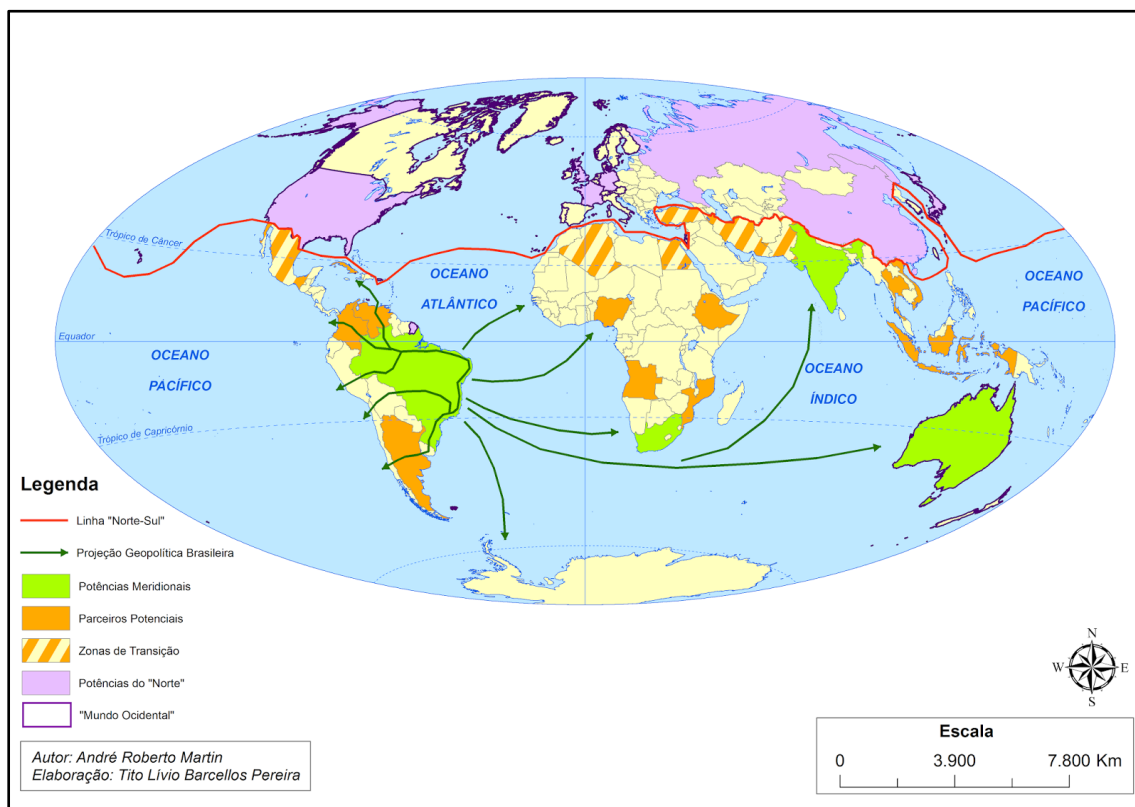 Trópico de Câncer
OCEANO
ATLÂNTICO
OCEANO
PACÍFICO
Equador
OCEANO
PACÍFICO
OCEANO
ÍNDICO
Trópico de Capricórnio
Legenda
Linha "Norte-Sul"
Projeção Geopolítica Brasileira
Potências Meridionais
Parceiros Potenciais
Zonas de Transição
Potências do "Norte"
"Mundo Ocidental"
Autor: André Roberto Martin
Elaboração: Tito Lívio Barcellos Pereira
N
W E
S
Escala
0 3.900 7.800 Km